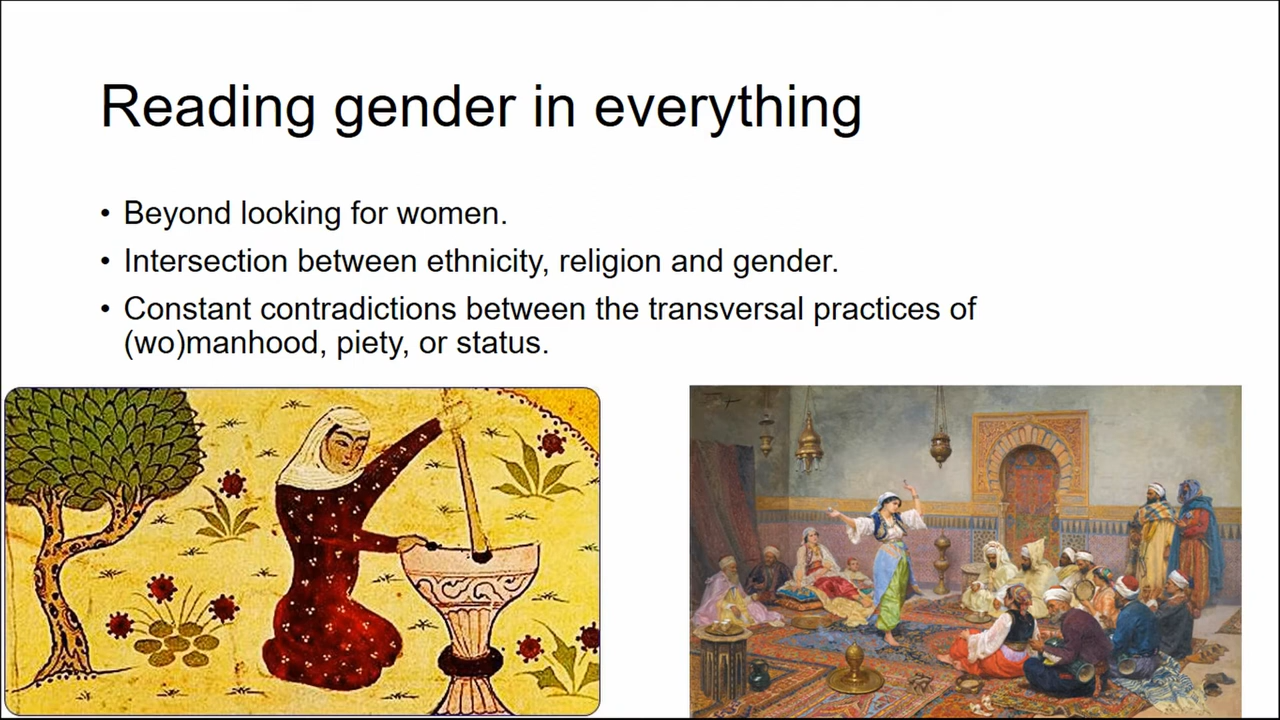 Reading gender in everything
• Beyond looking for women.
• Intersection between ethnicity, religion and gender.
• Constant contradictions between the transversal practices of
(wo)manhood, piety, or status.